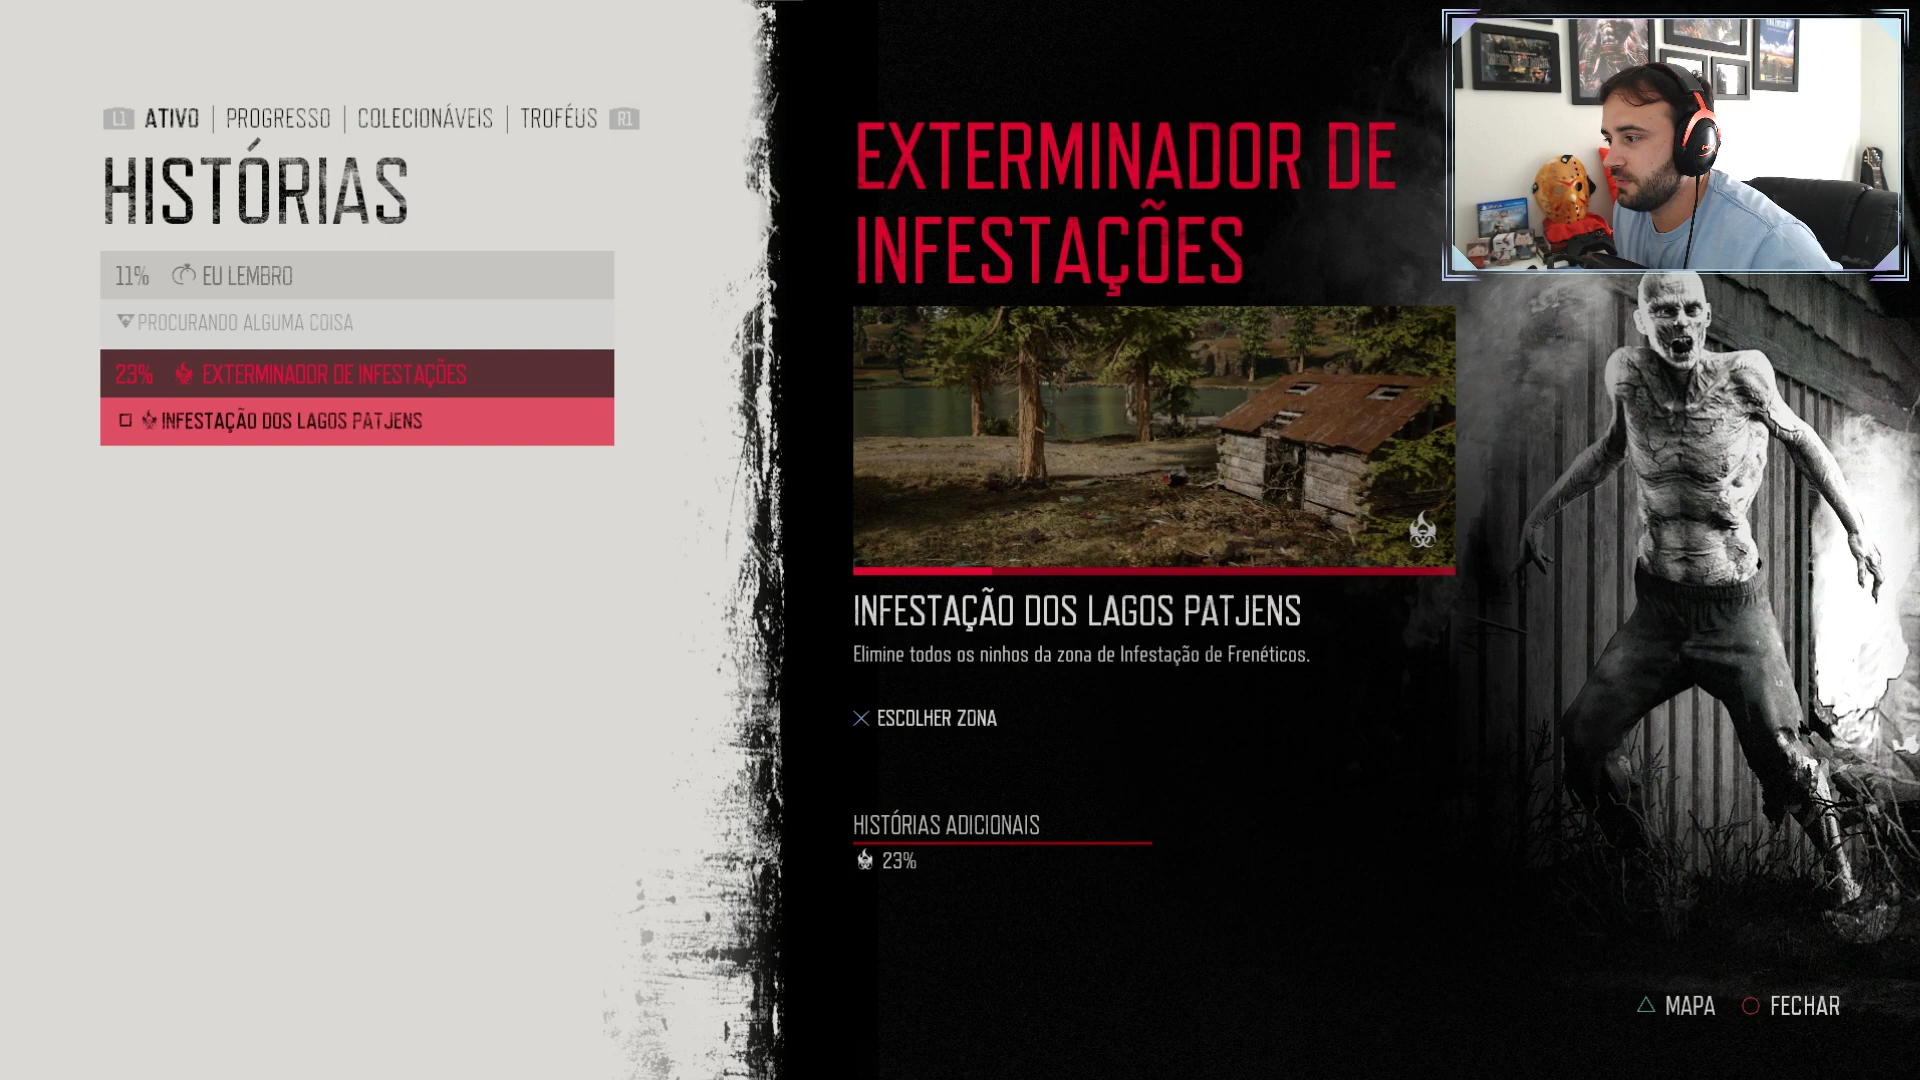 L1 ATIVO | PROGRESSO | COLECIONÁVEIS | TROFÉUS R1
HISTÓRIAS
11% EU LEMBRO
PROCURANDO ALGUMA COISA
23% EXTERMINADOR DE INFESTAÇÕES
INFESTAÇÃO DOS LAGOS PATJENS
EXTERMINADOR DE
INFESTAÇÕES
INFESTAÇÃO DOS LAGOS PATJENS
Elimine todos os ninhos da zona de Infestação de Frenéticos.
ESCOLHER ZONA
HISTÓRIAS ADICIONAIS
23%
MAPA FECHAR